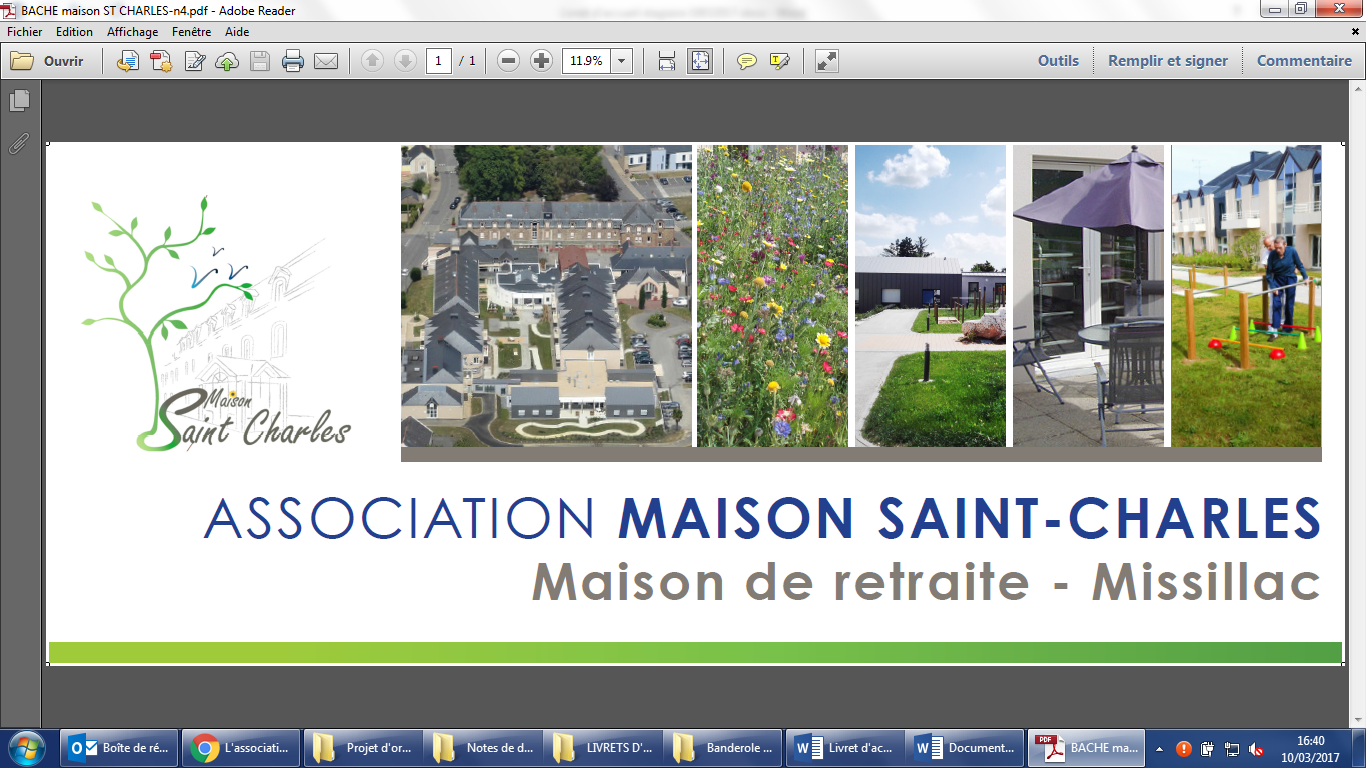 BACHE maison ST CHARLES-n4.pdf - Adobe Reader
Fichier Edition Affichage Fenêtre Aide
Ouvrir 1 / 1 11.9% Outils Remplir et signer Commentaire
Maison
Saint Charles
ASSOCIATION MAISON SAINT-CHARLES
Maison de retraite - Missillac
Boîte de ré... L'associati... Projet d'or... Notes de d... LIVRETS D'... Banderole ... Livret d'ac... Document... BACHE ma... 16:40
10/03/2017